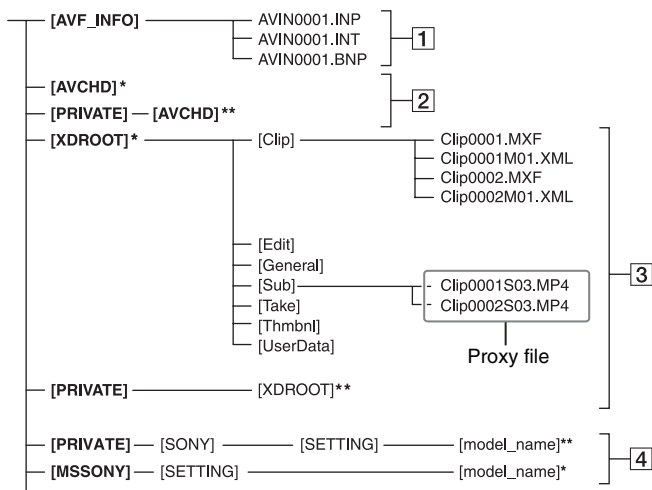 [AVF_INFO] AVIN0001.INP
AVIN0001.INT 1
AVIN0001.BNP
[AVCHD]*
2
[PRIVATE] [AVCHD]**
[XDROOT]* [Clip] Clip0001.MXF
Clip0001M01.XML
Clip0002.MXF
Clip0002M01.XML
[Edit]
[General]
3
[Sub] Clip0001S03.MP4
[Take] Clip0002S03.MP4
[Thmbnl]
[UserData]
Proxy file
[PRIVATE] [XDROOT]**
[PRIVATE] [SONY] [SETTING] [model_name]**
4
[MSSONY] [SETTING] [model_name]*